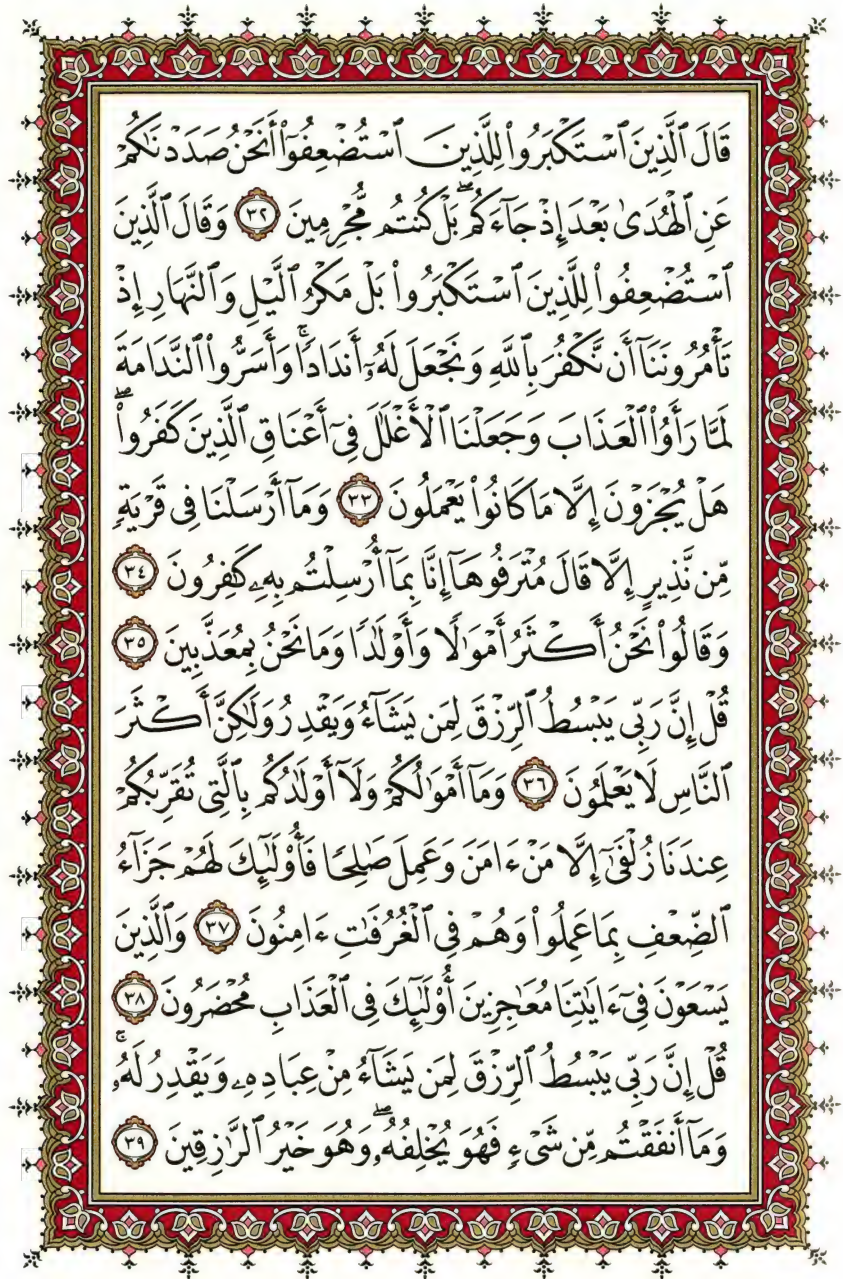 قَالَ ٱلَّذِينَ ٱسْتَكْبَرُوا۟ لِلَّذِينَ ٱسْتُضْعِفُوٓا۟ أَنَحْنُ صَدَدْنَٰكُمْ
عَنِ ٱلْهُدَىٰ بَعْدَ إِذْ جَآءَكُمۖ بَلْ كُنتُم مُّجْرِمِينَ ٣٢ وَقَالَ ٱلَّذِينَ
ٱسْتُضْعِفُوا۟ لِلَّذِينَ ٱسْتَكْبَرُوا۟ بَلْ مَكْرُ ٱلَّيْلِ وَٱلنَّهَارِ إِذْ
تَأْمُرُونَنَآ أَن نَّكْفُرَ بِٱللَّهِ وَنَجْعَلَ لَهُۥٓ أَندَادًاۚ وَأَسَرُّوا۟ ٱلنَّدَامَةَ
لَمَّا رَأَوُا۟ ٱلْعَذَابَ وَجَعَلْنَا ٱلْأَغْلَٰلَ فِىٓ أَعْنَاقِ ٱلَّذِينَ كَفَرُوا۟ۖ
هَلْ يُجْزَوْنَ إِلَّا مَا كَانُوا۟ يَعْمَلُونَ ٣٣ وَمَآ أَرْسَلْنَا فِى قَرْيَةٍ
مِّن نَّذِيرٍ إِلَّا قَالَ مُتْرَفُوهَآ إِنَّا بِمَآ أُرْسِلْتُم بِهِۦ كَٰفِرُونَ ٣٤
وَقَالُوا۟ نَحْنُ أَكْثَرُ أَمْوَٰلًا وَأَوْلَٰدًا وَمَا نَحْنُ بِمُعَذَّبِينَ ٣٥
قُلْ إِنَّ رَبِّى يَبْسُطُ ٱلرِّزْقَ لِمَن يَشَآءُ وَيَقْدِرُ وَلَٰكِنَّ أَكْثَرَ
ٱلنَّاسِ لَا يَعْلَمُونَ ٣٦ وَمَآ أَمْوَٰلُكُمْ وَلَآ أَوْلَٰدُكُم بِٱلَّتِى تُقَرِّبُكُمْ
عِندَنَا زُلْفَىٰٓ إِلَّا مَنْ ءَامَنَ وَعَمِلَ صَٰلِحًا فَأُو۟لَٰٓئِكَ لَهُمْ جَزَآءُ
ٱلضِّعْفِ بِمَا عَمِلُوا۟ وَهُمْ فِى ٱلْغُرُفَٰتِ ءَامِنُونَ ٣٧ وَٱلَّذِينَ
يَسْعَوْنَ فِىٓ ءَايَٰتِنَا مُعَٰجِزِينَ أُو۟لَٰٓئِكَ فِى ٱلْعَذَابِ مُحْضَرُونَ ٣٨
قُلْ إِنَّ رَبِّى يَبْسُطُ ٱلرِّزْقَ لِمَن يَشَآءُ مِنْ عِبَادِهِۦ وَيَقْدِرُ لَهُۥۚ
وَمَآ أَنفَقْتُم مِّن شَىْءٍ فَهُوَ يُخْلِفُهُۥۖ وَهُوَ خَيْرُ ٱلرَّٰزِقِينَ ٣٩